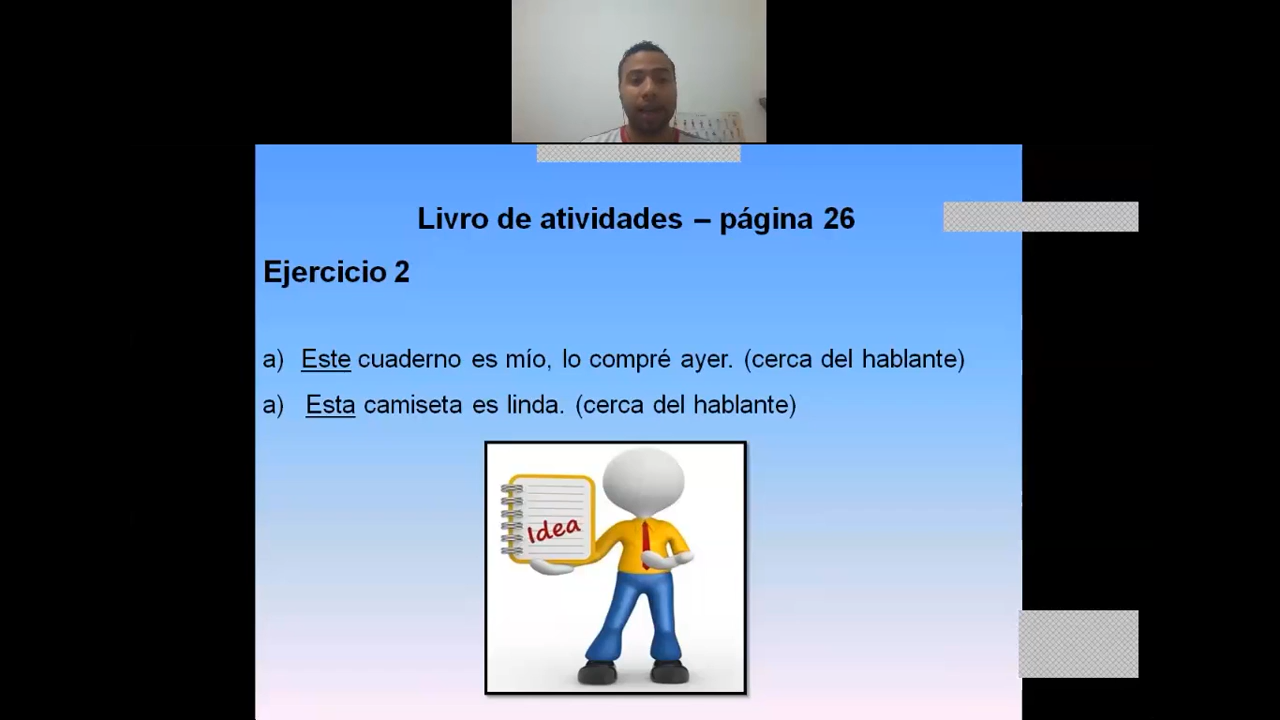 Livro de atividades – página 26
Ejercicio 2
a) Este cuaderno es mío, lo compré ayer. (cerca del hablante)
a) Esta camiseta es linda. (cerca del hablante)
Idea